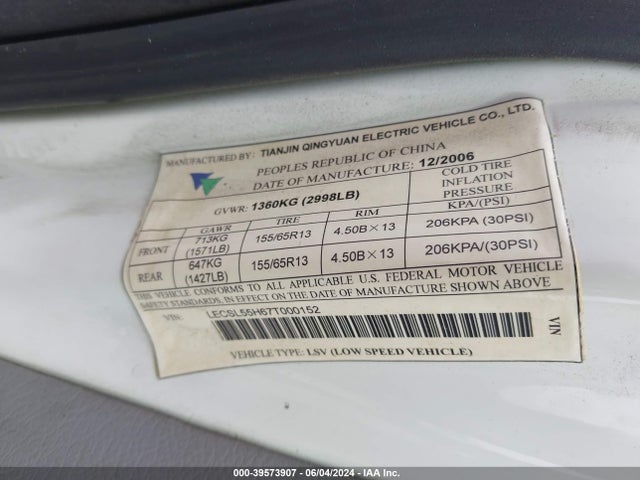 MANUFACTURED BY: TIANJIN QINGYUAN ELECTRIC VEHICLE CO., LTD.
PEOPLES REPUBLIC OF CHINA
DATE OF MANUFACTURE: 12/2006
GVWR: 1360KG (2998LB)
GAWR TIRE RIM COLD TIRE INFLATION PRESSURE KPA/(PSI)
FRONT 713KG (1571LB) 155/65R13 4.50B×13 206KPA (30PSI)
REAR 647KG (1427LB) 155/65R13 4.50B×13 206KPA/(30PSI)
THIS VEHICLE CONFORMS TO ALL APPLICABLE U.S. FEDERAL MOTOR VEHICLE
SAFETY STANDARDS IN EFFECT ON THE DATE OF MANUFACTURE SHOWN ABOVE
VIN: LECSL55H67T000152
VIN
VEHICLE TYPE: LSV (LOW SPEED VEHICLE)
000-39573907 - 06/04/2024 - IAA Inc.